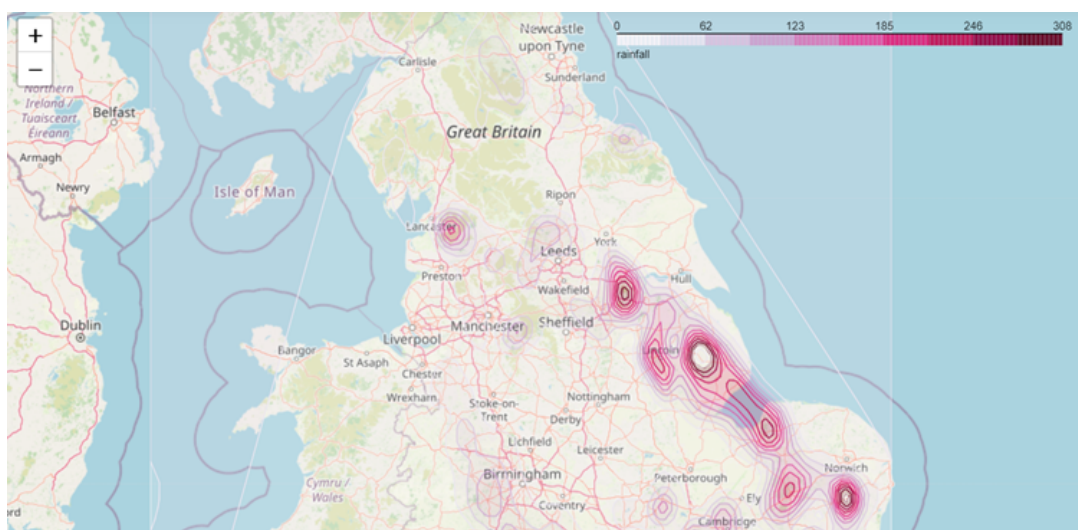 +
−
0 62 123 185 246 308
rainfall
Newcastle
upon Tyne
Carlisle
Sunderland
Northern
Ireland /
Tuaisceart
Éireann
Belfast
Great Britain
Armagh
Newry
Isle of Man
Ripon
Lancaster
Leeds
York
Preston
Wakefield
Hull
Dublin
Manchester
Sheffield
Liverpool
Lincoln
Bangor
St Asaph
Chester
Wrexham
Stoke-on-
Trent
Nottingham
Derby
Lichfield
Leicester
Norwich
Birmingham
Peterborough
Cymru /
Wales
Coventry
Ely
Cambridge
ord